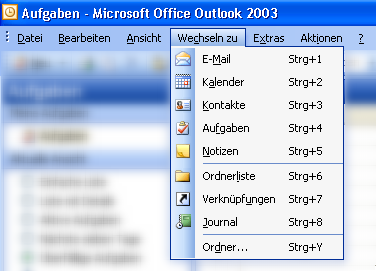 Aufgaben - Microsoft Office Outlook 2003
Datei Bearbeiten Ansicht Wechseln zu Extras Aktionen ?
E-Mail Strg+1
Kalender Strg+2
Kontakte Strg+3
Aufgaben Strg+4
Notizen Strg+5
Ordnerliste Strg+6
Verknüpfungen Strg+7
Journal Strg+8
Ordner... Strg+Y